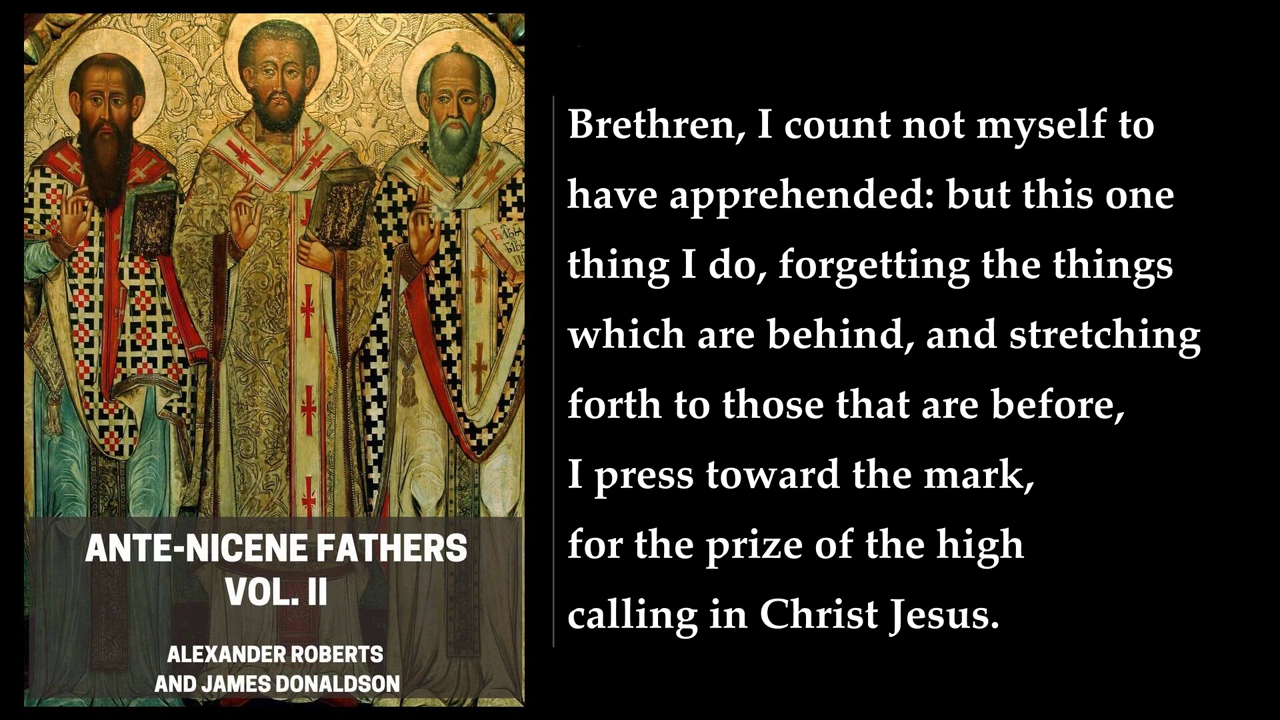 ANTE-NICENE FATHERS
VOL. II
ALEXANDER ROBERTS
AND JAMES DONALDSON
Brethren, I count not myself to
have apprehended: but this one
thing I do, forgetting the things
which are behind, and stretching
forth to those that are before,
I press toward the mark,
for the prize of the high
calling in Christ Jesus.